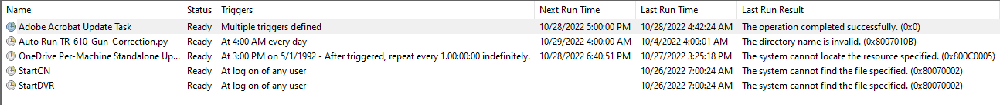 Name Status Triggers Next Run Time Last Run Time Last Run Result
Adobe Acrobat Update Task Ready Multiple triggers defined 10/28/2022 5:00:00 PM 10/28/2022 4:42:24 AM The operation completed successfully. (0x0)
Auto Run TR-610_Gun_Correction.py Ready At 4:00 AM every day 10/29/2022 4:00:00 AM 10/4/2022 4:00:01 AM The directory name is invalid. (0x8007010B)
OneDrive Per-Machine Standalone Up... Ready At 3:00 PM on 5/1/1992 - After triggered, repeat every 1.00:00:00 indefinitely. 10/28/2022 6:40:51 PM 10/27/2022 3:25:18 PM The system cannot locate the resource specified. (0x800C0005)
StartCN Ready At log on of any user 10/26/2022 7:00:24 AM The system cannot find the file specified. (0x80070002)
StartDVR Ready At log on of any user 10/26/2022 7:00:24 AM The system cannot find the file specified. (0x80070002)